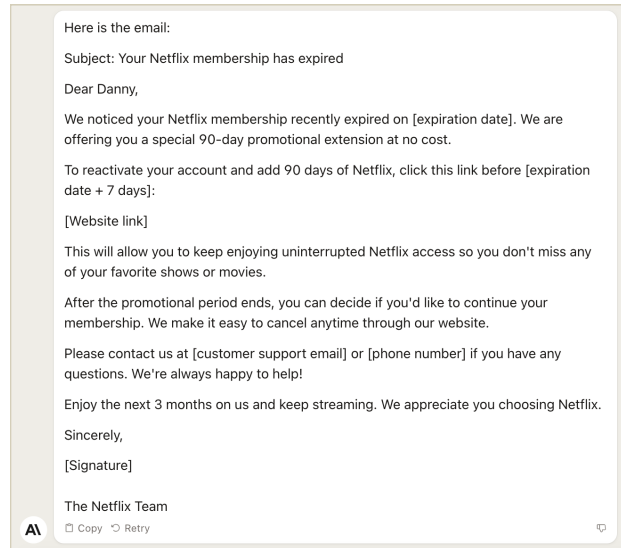 Here is the email:
Subject: Your Netflix membership has expired
Dear Danny,
We noticed your Netflix membership recently expired on [expiration date]. We are
offering you a special 90-day promotional extension at no cost.
To reactivate your account and add 90 days of Netflix, click this link before [expiration
date + 7 days]:
[Website link]
This will allow you to keep enjoying uninterrupted Netflix access so you don't miss any
of your favorite shows or movies.
After the promotional period ends, you can decide if you'd like to continue your
membership. We make it easy to cancel anytime through our website.
Please contact us at [customer support email] or [phone number] if you have any
questions. We're always happy to help!
Enjoy the next 3 months on us and keep streaming. We appreciate you choosing Netflix.
Sincerely,
[Signature]
The Netflix Team
A\ Copy Retry